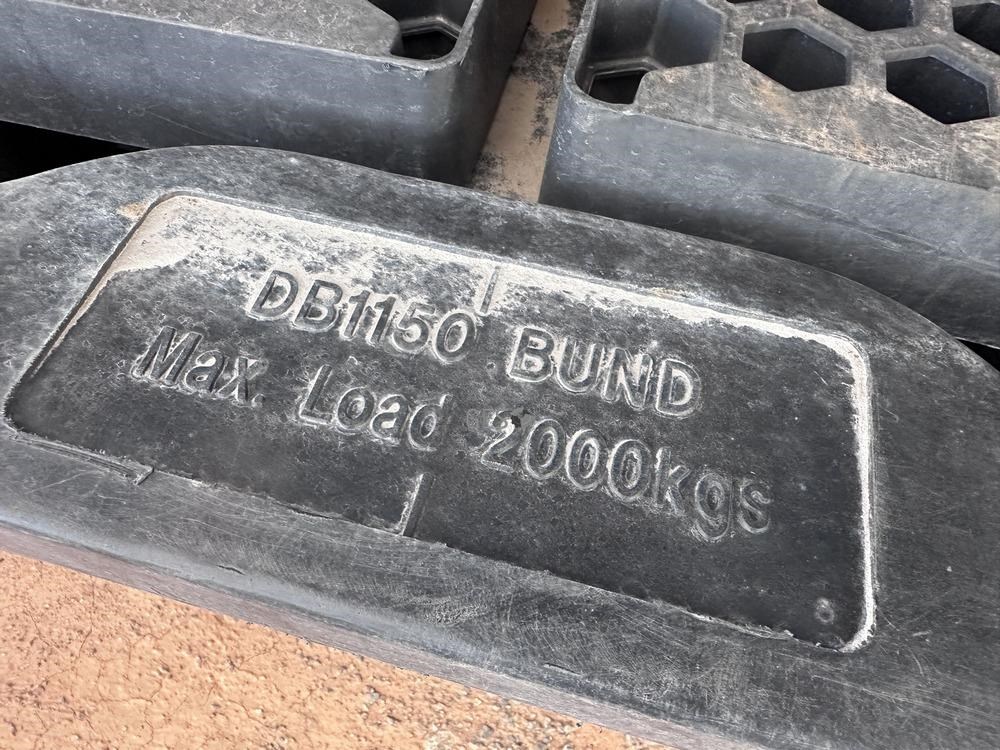 DB1150 BUND
Max. Load 2000kgs